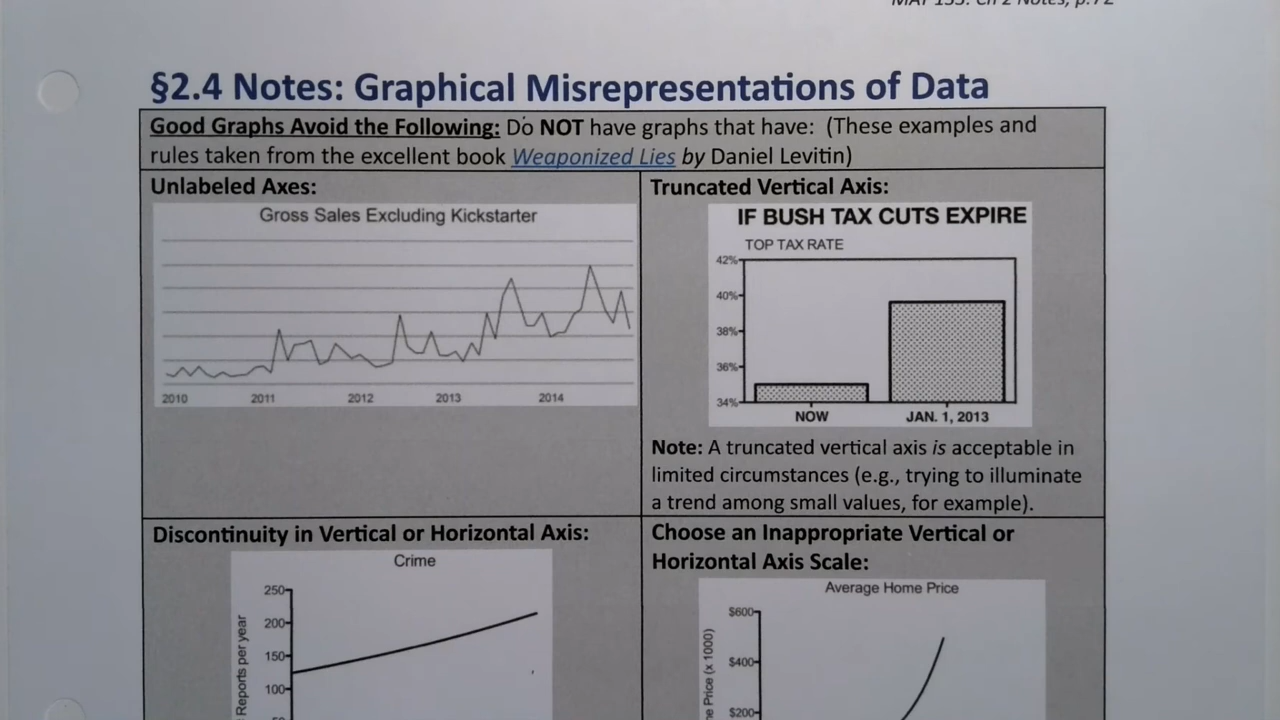 §2.4 Notes: Graphical Misrepresentations of Data
Good Graphs Avoid the Following: Do NOT have graphs that have: (These examples and
rules taken from the excellent book Weaponized Lies by Daniel Levitin)
Unlabeled Axes:
Gross Sales Excluding Kickstarter
2010 2011 2012 2013 2014
Truncated Vertical Axis:
IF BUSH TAX CUTS EXPIRE
TOP TAX RATE
42%
40%
38%
36%
34%
NOW JAN. 1, 2013
Note: A truncated vertical axis is acceptable in
limited circumstances (e.g., trying to illuminate
a trend among small values, for example).
Discontinuity in Vertical or Horizontal Axis:
Crime
250
200
150
100
Reports per year
Choose an Inappropriate Vertical or
Horizontal Axis Scale:
Average Home Price
$600
$400
$200
Price (x 1000)